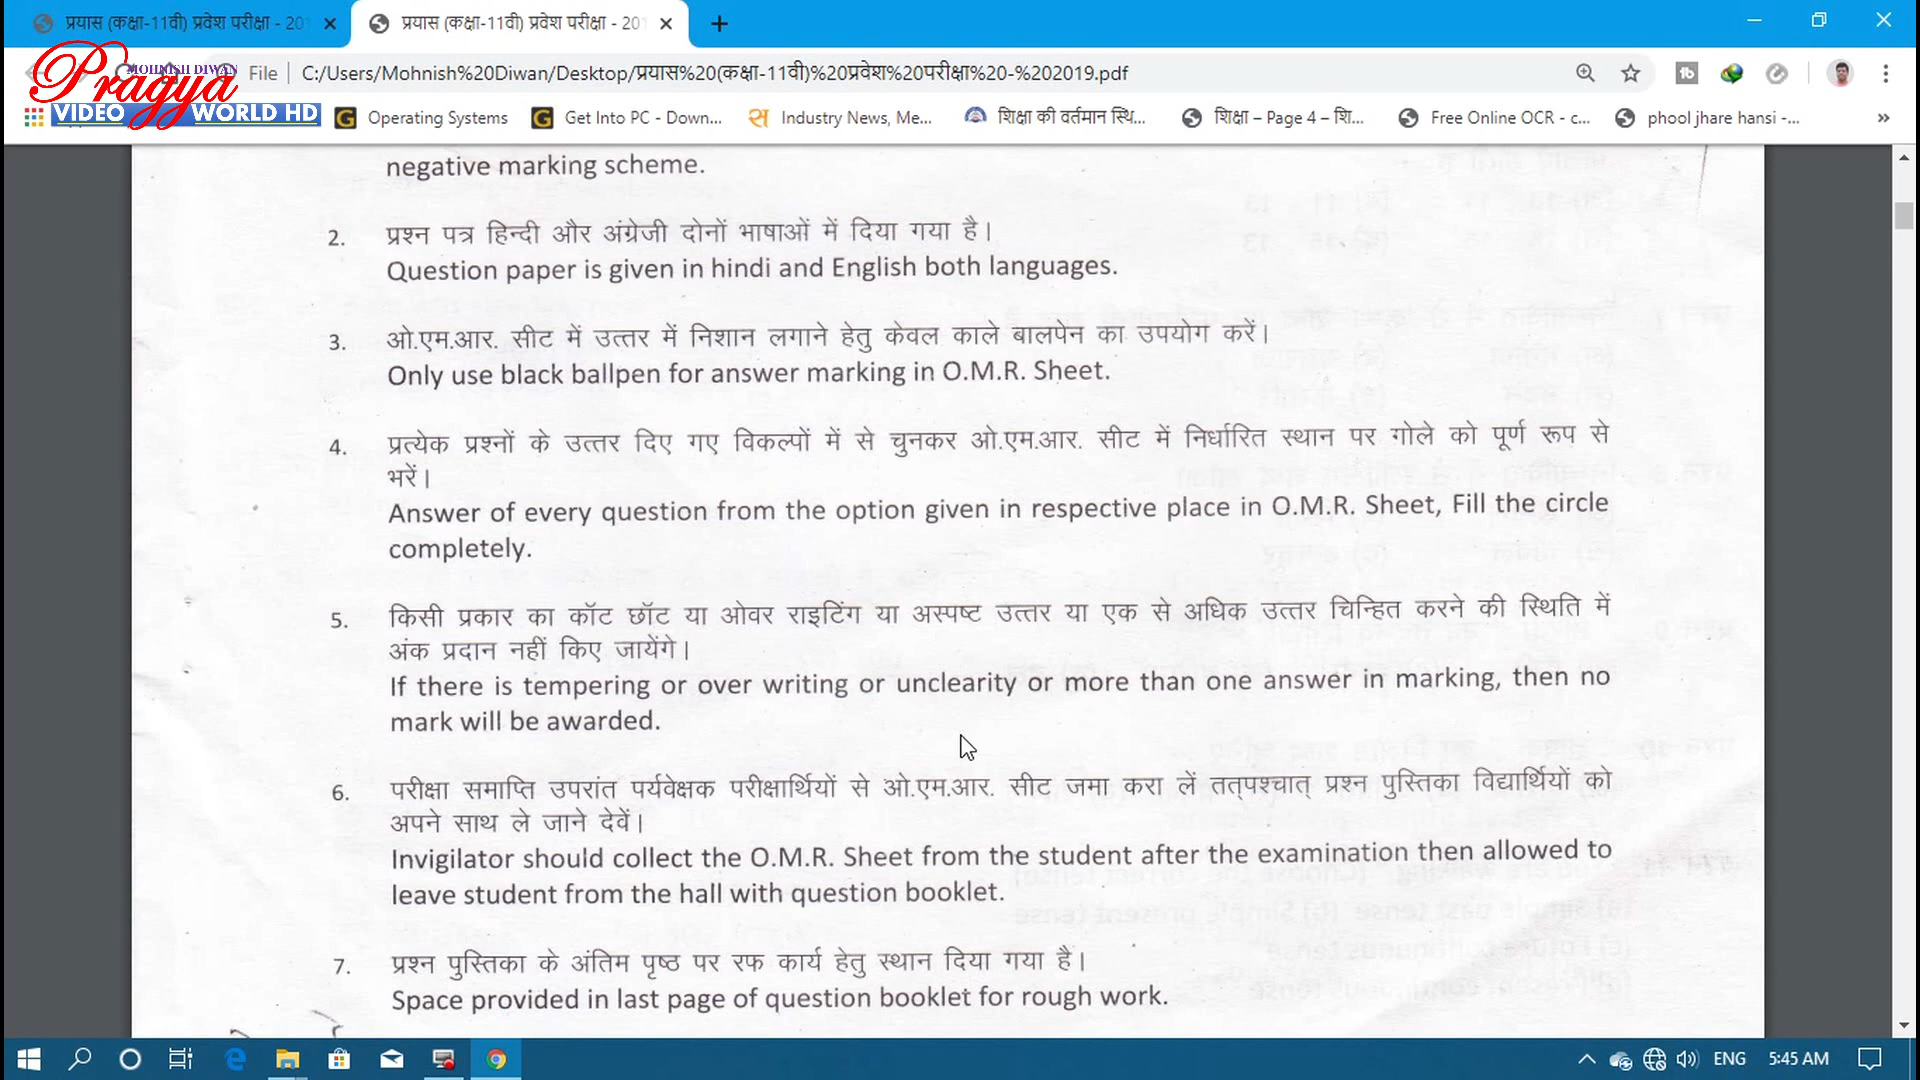 प्रयास (कक्षा-11वी) प्रवेश परीक्षा - 201
प्रयास (कक्षा-11वी) प्रवेश परीक्षा - 201
MOHNISH DIWAN
Pragya
VIDEO WORLD HD
File
C:/Users/Mohnish%20Diwan/Desktop/प्रयास%20(कक्षा-11वी)%20प्रवेश%20परीक्षा%20-%202019.pdf
Operating Systems
Get Into PC - Down...
Industry News, Me...
शिक्षा की वर्तमान स्थि...
शिक्षा – Page 4 – शि...
Free Online OCR - c...
phool jhare hansi -...
negative marking scheme.
2. प्रश्न पत्र हिन्दी और अंग्रेजी दोनों भाषाओं में दिया गया है।
Question paper is given in hindi and English both languages.
3. ओ.एम.आर. सीट में उत्तर में निशान लगाने हेतु केवल काले बालपेन का उपयोग करें।
Only use black ballpen for answer marking in O.M.R. Sheet.
4. प्रत्येक प्रश्नों के उत्तर दिए गए विकल्पों में से चुनकर ओ.एम.आर. सीट में निर्धारित स्थान पर गोले को पूर्ण रूप से
भरें।
Answer of every question from the option given in respective place in O.M.R. Sheet, Fill the circle
completely.
5. किसी प्रकार का कॉट छॉट या ओवर राइटिंग या अस्पष्ट उत्तर या एक से अधिक उत्तर चिन्हित करने की स्थिति में
अंक प्रदान नहीं किए जायेंगे।
If there is tempering or over writing or unclearity or more than one answer in marking, then no
mark will be awarded.
6. परीक्षा समाप्ति उपरांत पर्यवेक्षक परीक्षार्थियों से ओ.एम.आर. सीट जमा करा लें तत्पश्चात् प्रश्न पुस्तिका विद्यार्थियों को
अपने साथ ले जाने देवें।
Invigilator should collect the O.M.R. Sheet from the student after the examination then allowed to
leave student from the hall with question booklet.
7. प्रश्न पुस्तिका के अंतिम पृष्ठ पर रफ कार्य हेतु स्थान दिया गया है।
Space provided in last page of question booklet for rough work.
ENG
5:45 AM